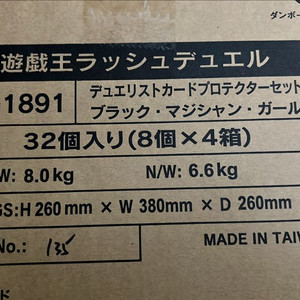 ダンボー
遊戯王ラッシュデュエル
1891
デュエリストカードプロテクターセット
ブラック・マジシャン・ガール
32個入り(8個×4箱)
W: 8.0kg N/W: 6.6kg
GS:H 260mm × W 380mm × D 260mm
No.: 135
MADE IN TAIW
ド